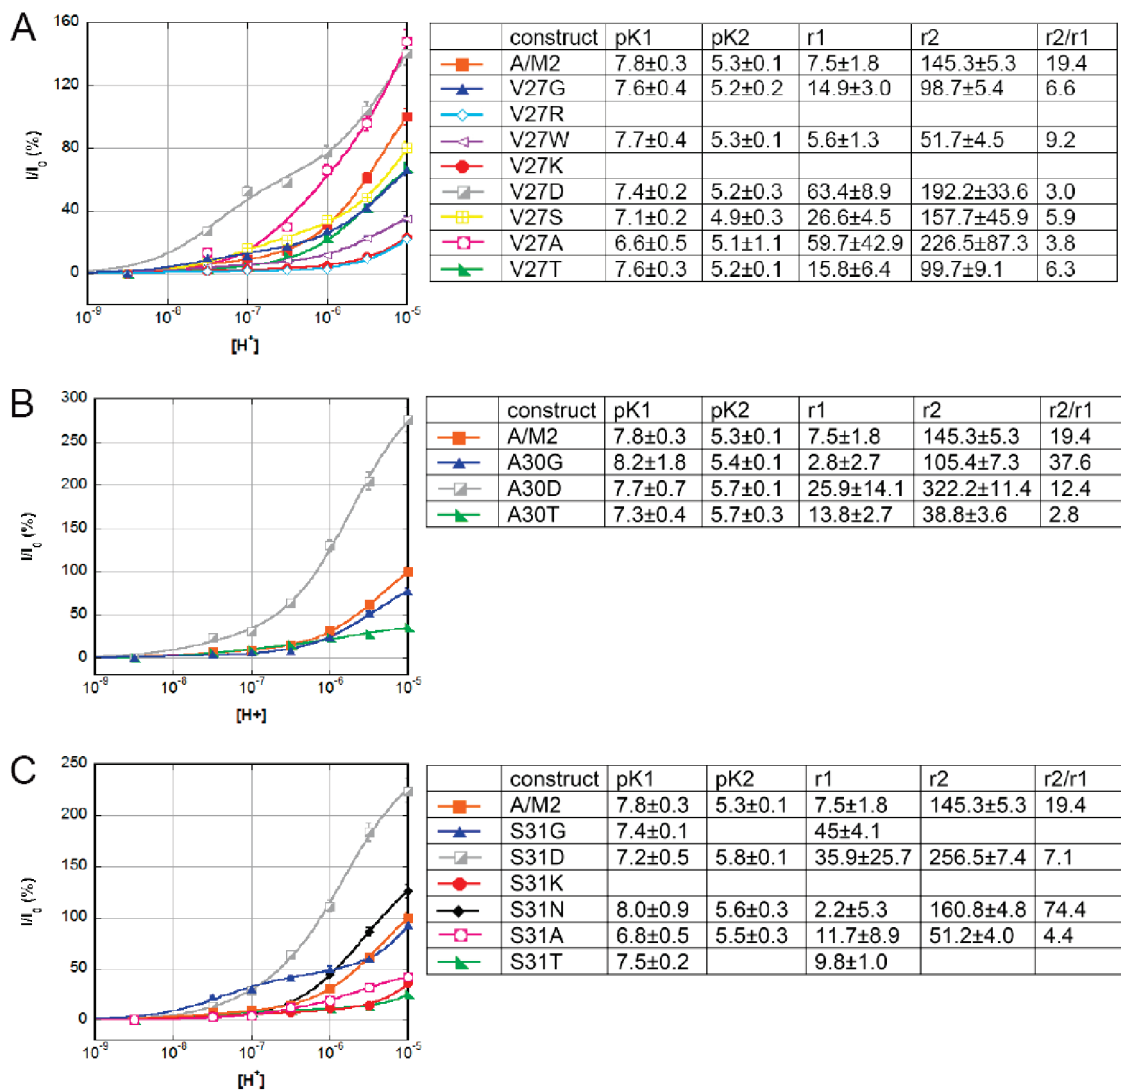 A
160
120
80
40
0
I/I0 (%)
10-9 10-8 10-7 10-6 10-5
[H+]
construct pK1 pK2 r1 r2 r2/r1
A/M2 7.8±0.3 5.3±0.1 7.5±1.8 145.3±5.3 19.4
V27G 7.6±0.4 5.2±0.2 14.9±3.0 98.7±5.4 6.6
V27R
V27W 7.7±0.4 5.3±0.1 5.6±1.3 51.7±4.5 9.2
V27K
V27D 7.4±0.2 5.2±0.3 63.4±8.9 192.2±33.6 3.0
V27S 7.1±0.2 4.9±0.3 26.6±4.5 157.7±45.9 5.9
V27A 6.6±0.5 5.1±1.1 59.7±42.9 226.5±87.3 3.8
V27T 7.6±0.3 5.2±0.1 15.8±6.4 99.7±9.1 6.3
B
300
250
200
150
100
50
0
I/I0 (%)
10-9 10-8 10-7 10-6 10-5
[H+]
construct pK1 pK2 r1 r2 r2/r1
A/M2 7.8±0.3 5.3±0.1 7.5±1.8 145.3±5.3 19.4
A30G 8.2±1.8 5.4±0.1 2.8±2.7 105.4±7.3 37.6
A30D 7.7±0.7 5.7±0.1 25.9±14.1 322.2±11.4 12.4
A30T 7.3±0.4 5.7±0.3 13.8±2.7 38.8±3.6 2.8
C
250
200
150
100
50
0
I/I0 (%)
10-9 10-8 10-7 10-6 10-5
[H+]
construct pK1 pK2 r1 r2 r2/r1
A/M2 7.8±0.3 5.3±0.1 7.5±1.8 145.3±5.3 19.4
S31G 7.4±0.1 45±4.1
S31D 7.2±0.5 5.8±0.1 35.9±25.7 256.5±7.4 7.1
S31K
S31N 8.0±0.9 5.6±0.3 2.2±5.3 160.8±4.8 74.4
S31A 6.8±0.5 5.5±0.3 11.7±8.9 51.2±4.0 4.4
S31T 7.5±0.2 9.8±1.0